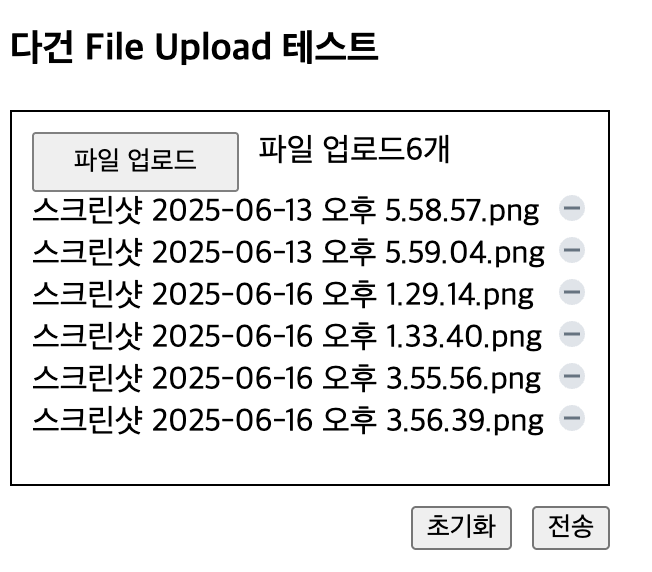 다건 File Upload 테스트
파일 업로드 파일 업로드6개
스크린샷 2025-06-13 오후 5.58.57.png
스크린샷 2025-06-13 오후 5.59.04.png
스크린샷 2025-06-16 오후 1.29.14.png
스크린샷 2025-06-16 오후 1.33.40.png
스크린샷 2025-06-16 오후 3.55.56.png
스크린샷 2025-06-16 오후 3.56.39.png
초기화 전송